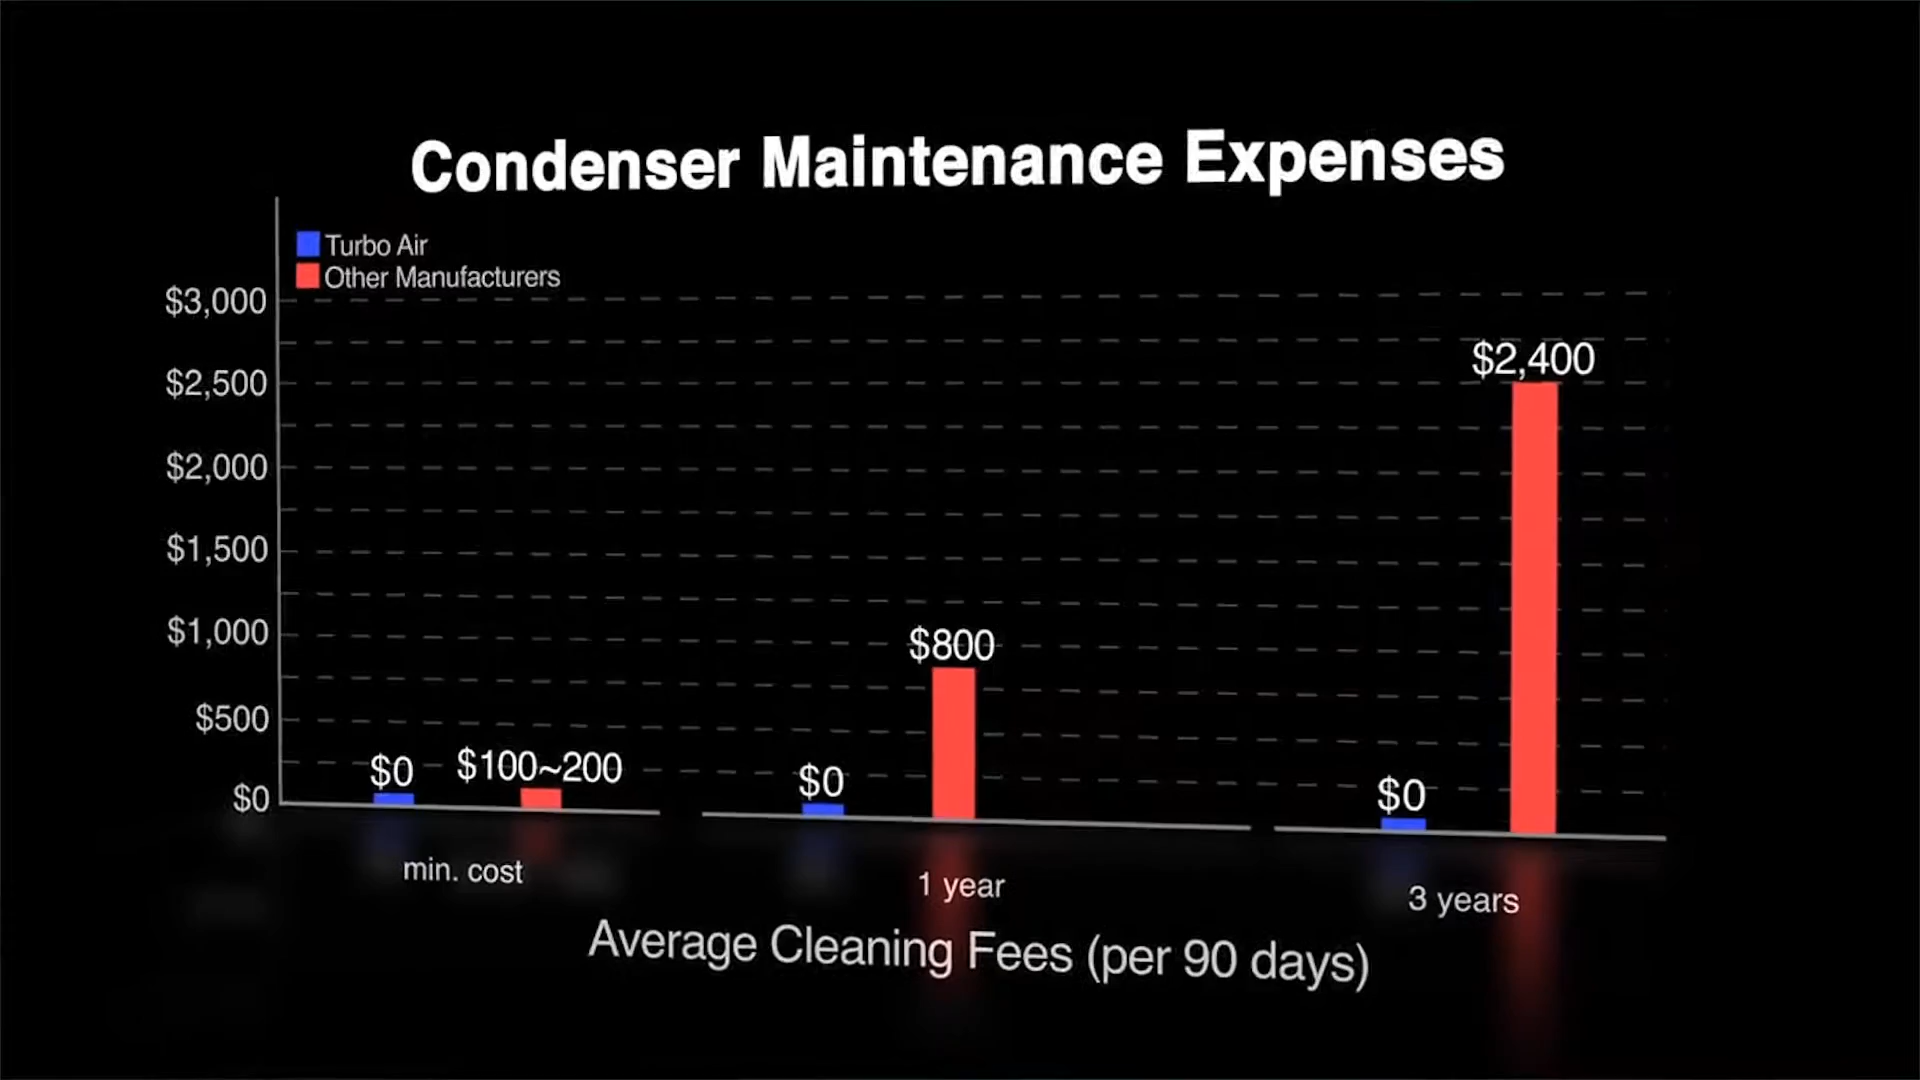 Condenser Maintenance Expenses
Turbo Air
Other Manufacturers
$3,000
$2,500
$2,000
$1,500
$1,000
$500
$0
$0
$100~200
$0
$800
$0
$2,400
min. cost
1 year
3 years
Average Cleaning Fees (per 90 days)